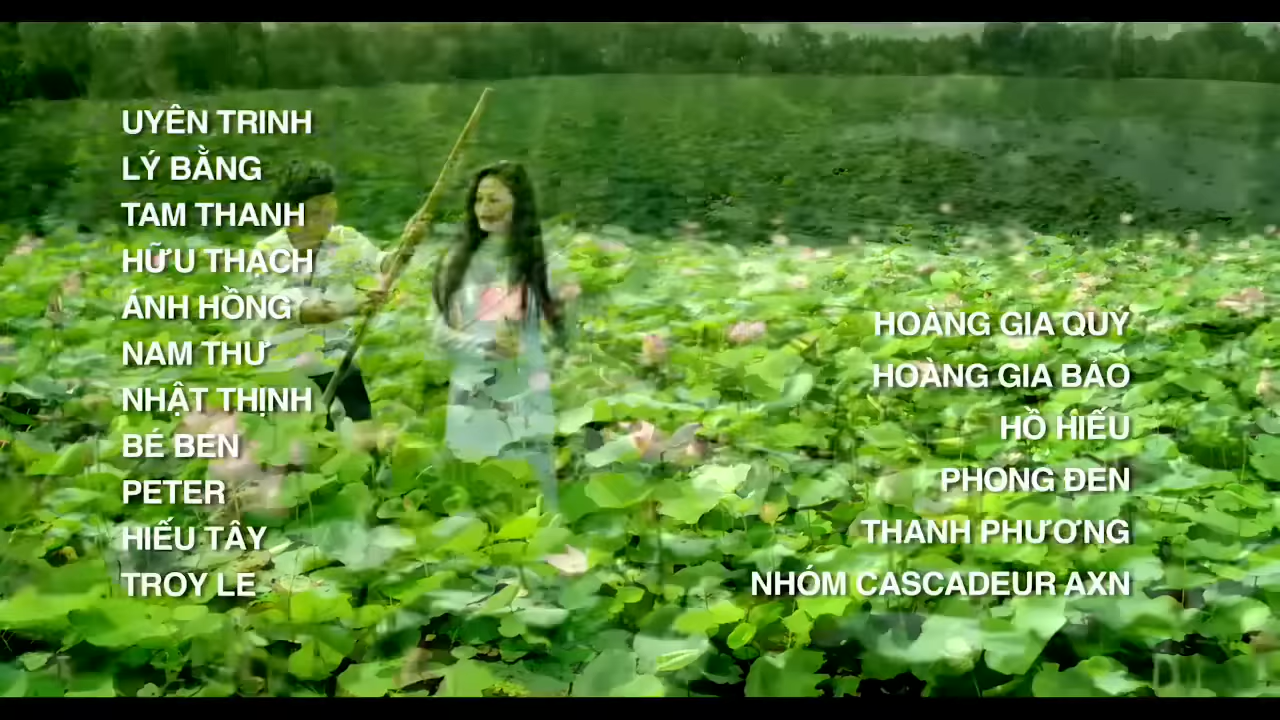 UYÊN TRINH
LÝ BẰNG
TAM THANH
HỮU THẠCH
ÁNH HỒNG
NAM THƯ
NHẬT THỊNH
BÉ BEN
PETER
HIẾU TÂY
TROY LE
HOÀNG GIA QUÝ
HOÀNG GIA BẢO
HỒ HIẾU
PHONG ĐEN
THANH PHƯƠNG
NHÓM CASCADEUR AXN